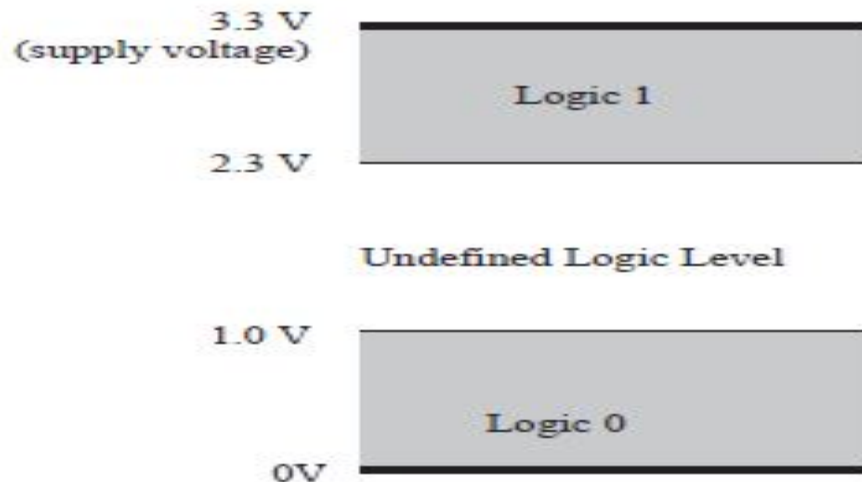 3.3 V
(supply voltage)
Logic 1
2.3 V
Undefined Logic Level
1.0 V
Logic 0
0V